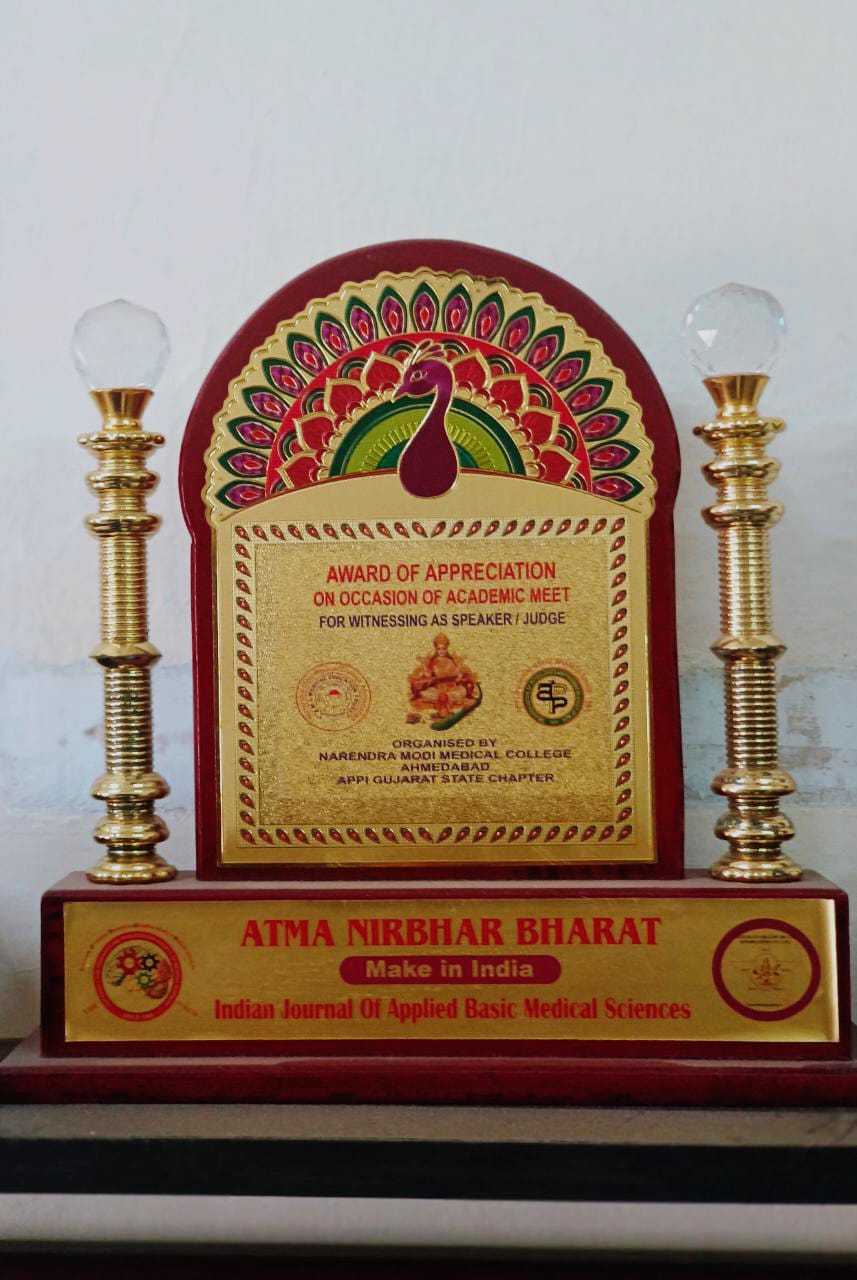 AWARD OF APPRECIATION
ON OCCASION OF ACADEMIC MEET
FOR WITNESSING AS SPEAKER / JUDGE
ORGANISED BY
NARENDRA MODI MEDICAL COLLEGE
AHMEDABAD
APPI GUJARAT STATE CHAPTER
ATMA NIRBHAR BHARAT
Make in India
Indian Journal Of Applied Basic Medical Sciences